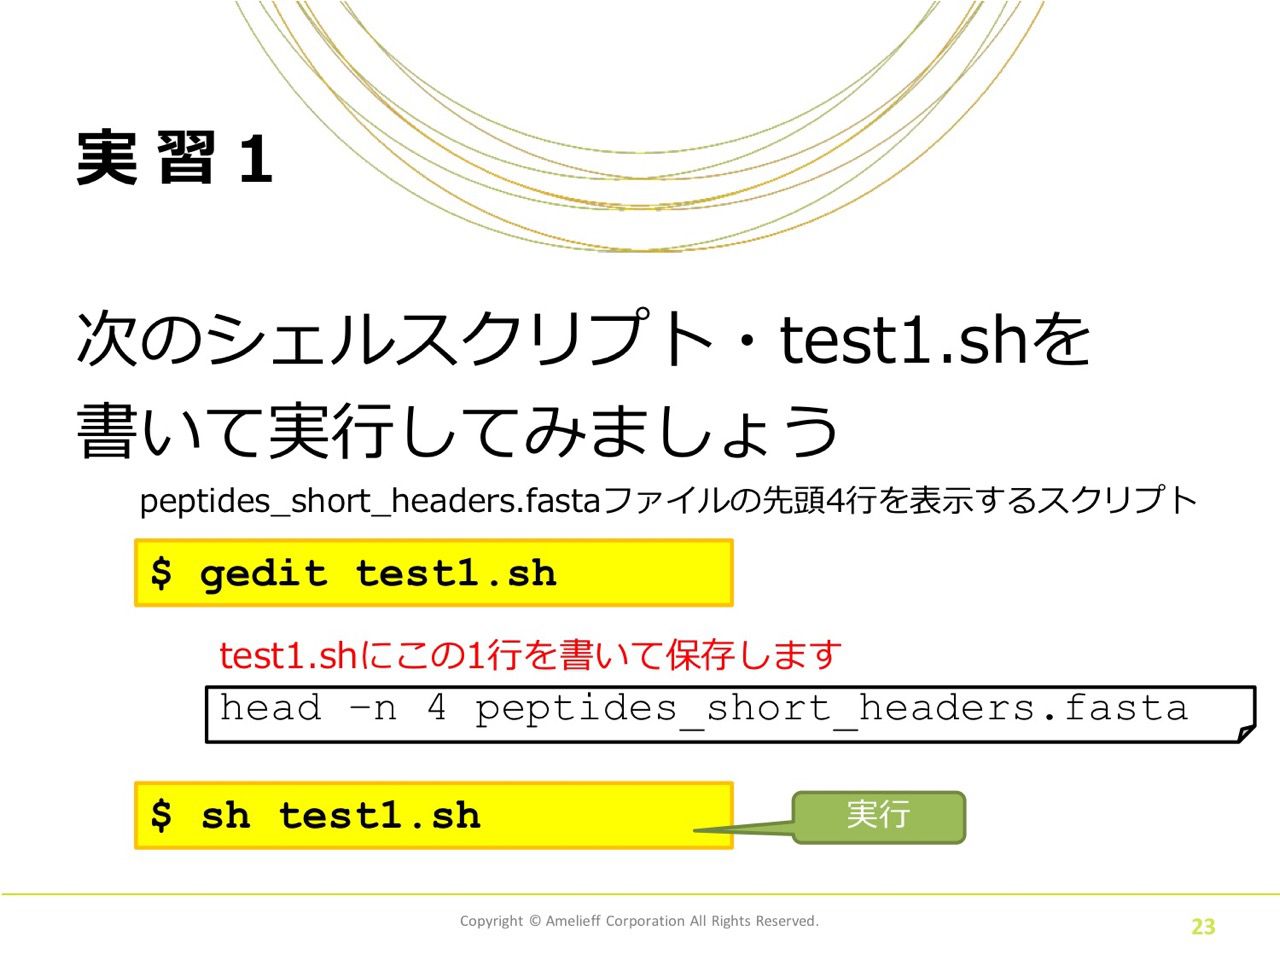 実習1
次のシェルスクリプト・test1.shを
書いて実行してみましょう
peptides_short_headers.fastaファイルの先頭4行を表示するスクリプト
$ gedit test1.sh
test1.shにこの1行を書いて保存します
head –n 4 peptides_short_headers.fasta
$ sh test1.sh
実行
Copyright © Amelieff Corporation All Rights Reserved.
23